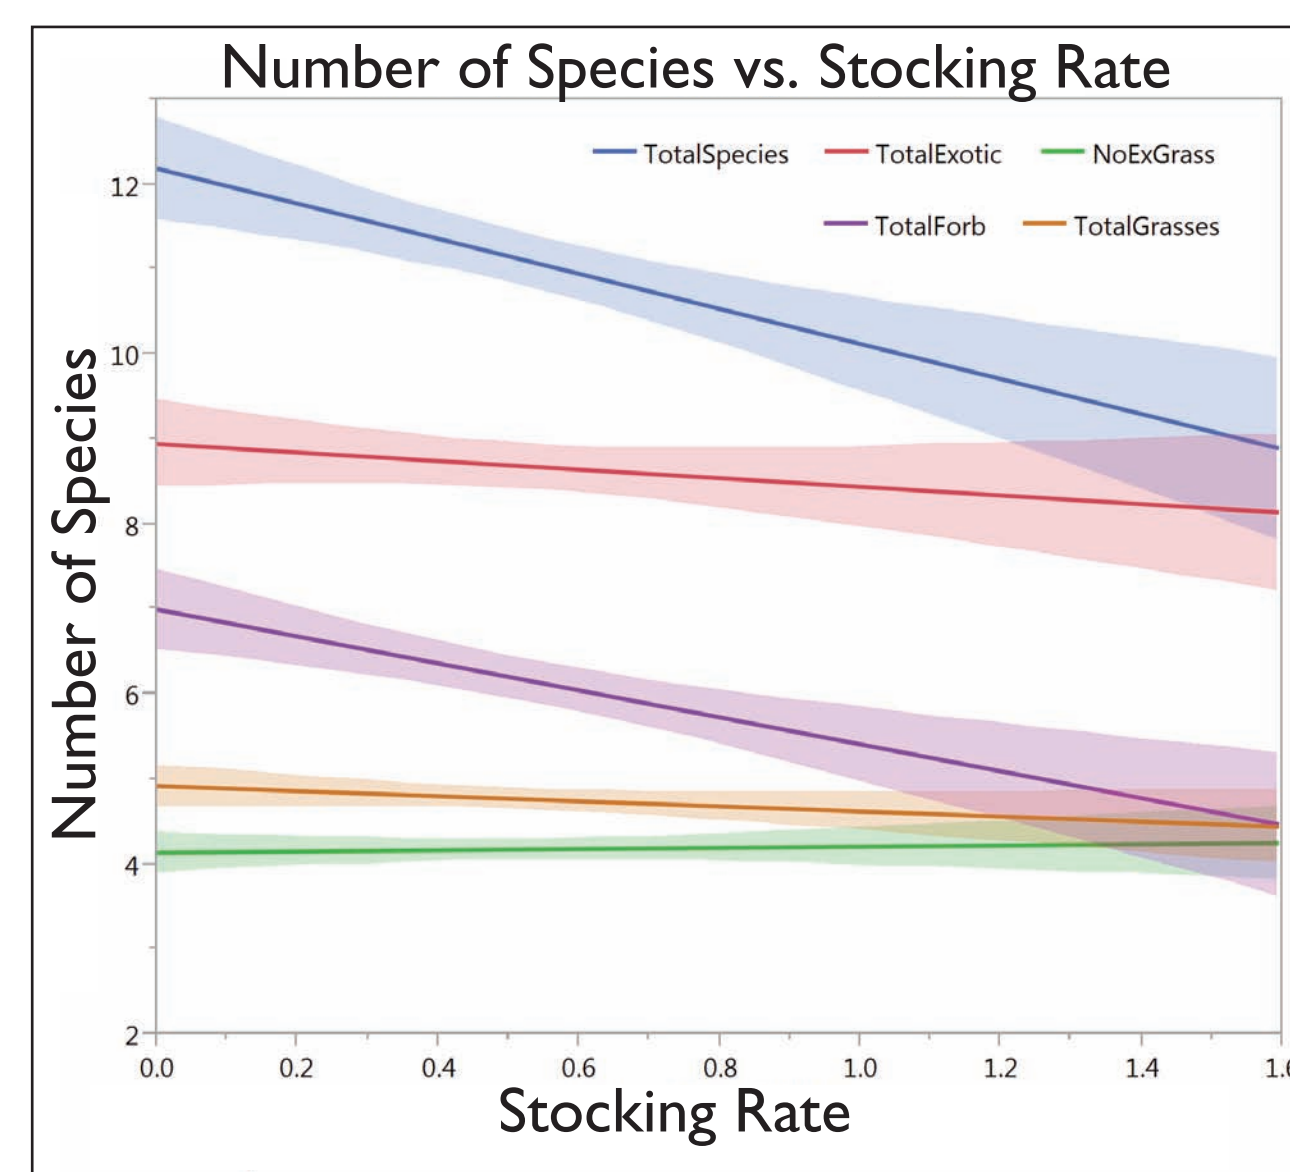 Number of Species vs. Stocking Rate
TotalSpecies TotalExotic NoExGrass
TotalForb TotalGrasses
12
10
8
6
4
2
Number of Species
0.0 0.2 0.4 0.6 0.8 1.0 1.2 1.4 1.6
Stocking Rate